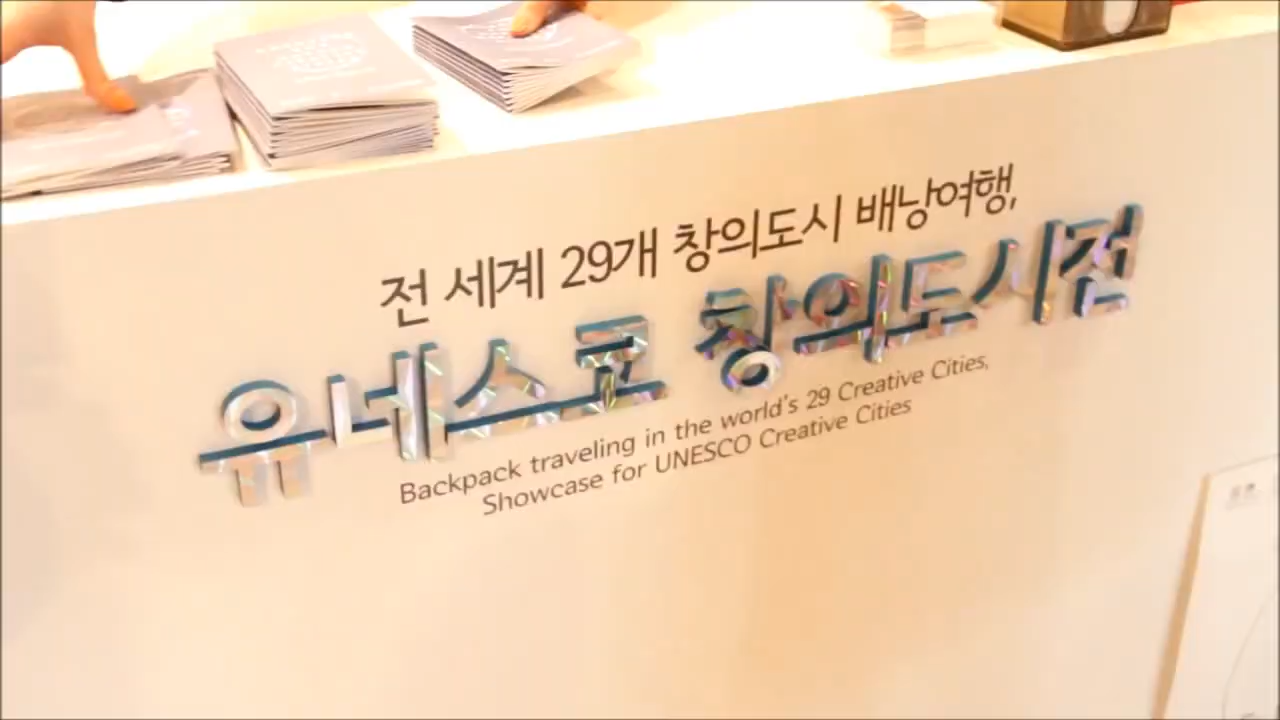 전 세계 29개 창의도시 배낭여행,
유네스코 창의도시전
Backpack traveling in the world's 29 Creative Cities,
Showcase for UNESCO Creative Cities